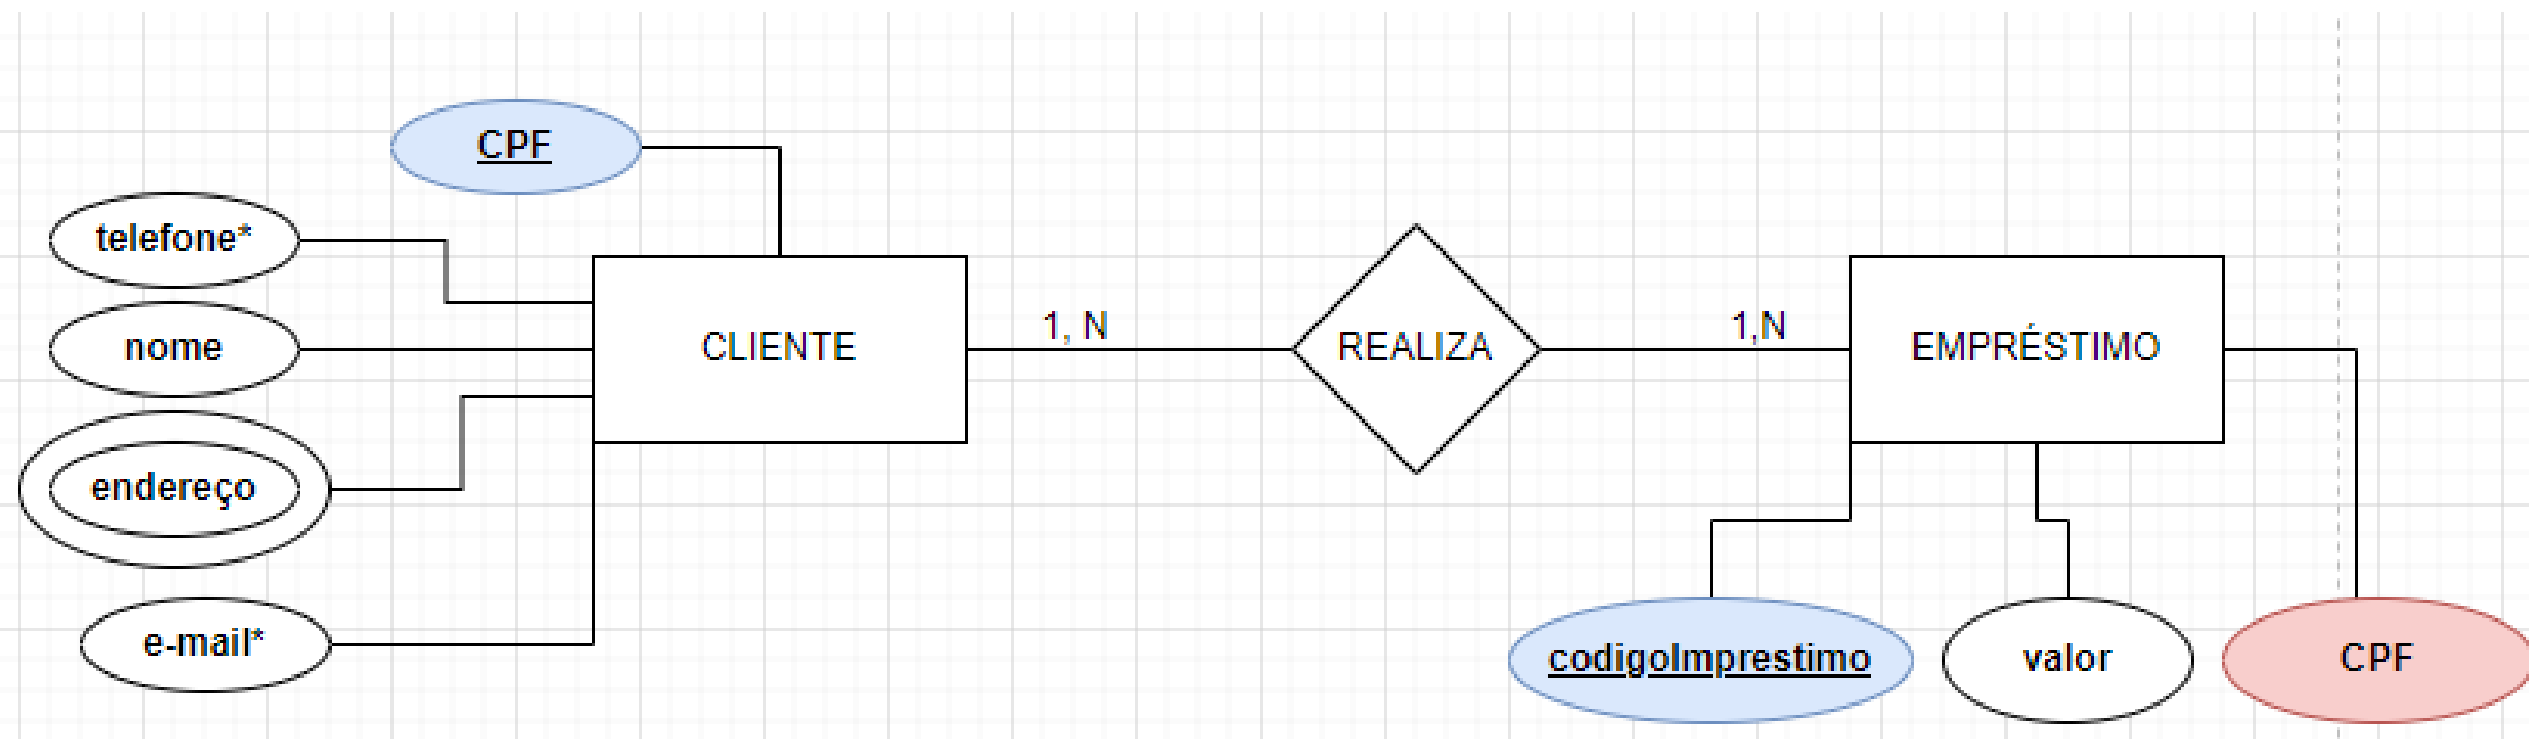 CPF
telefone*
nome
endereço
e-mail*
CLIENTE
1, N
REALIZA
1,N
EMPRÉSTIMO
codigoImprestimo
valor
CPF